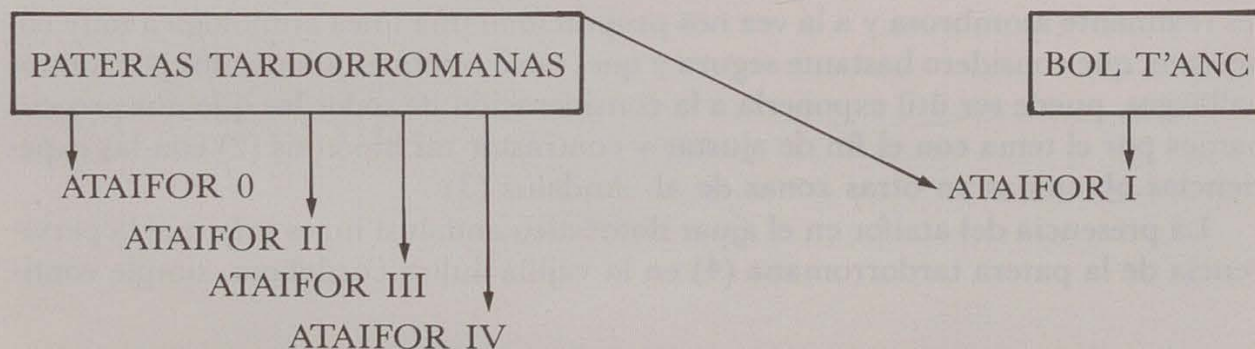 PATERAS TARDORROMANAS
BOL T'ANC
ATAIFOR 0
ATAIFOR I
ATAIFOR II
ATAIFOR III
ATAIFOR IV